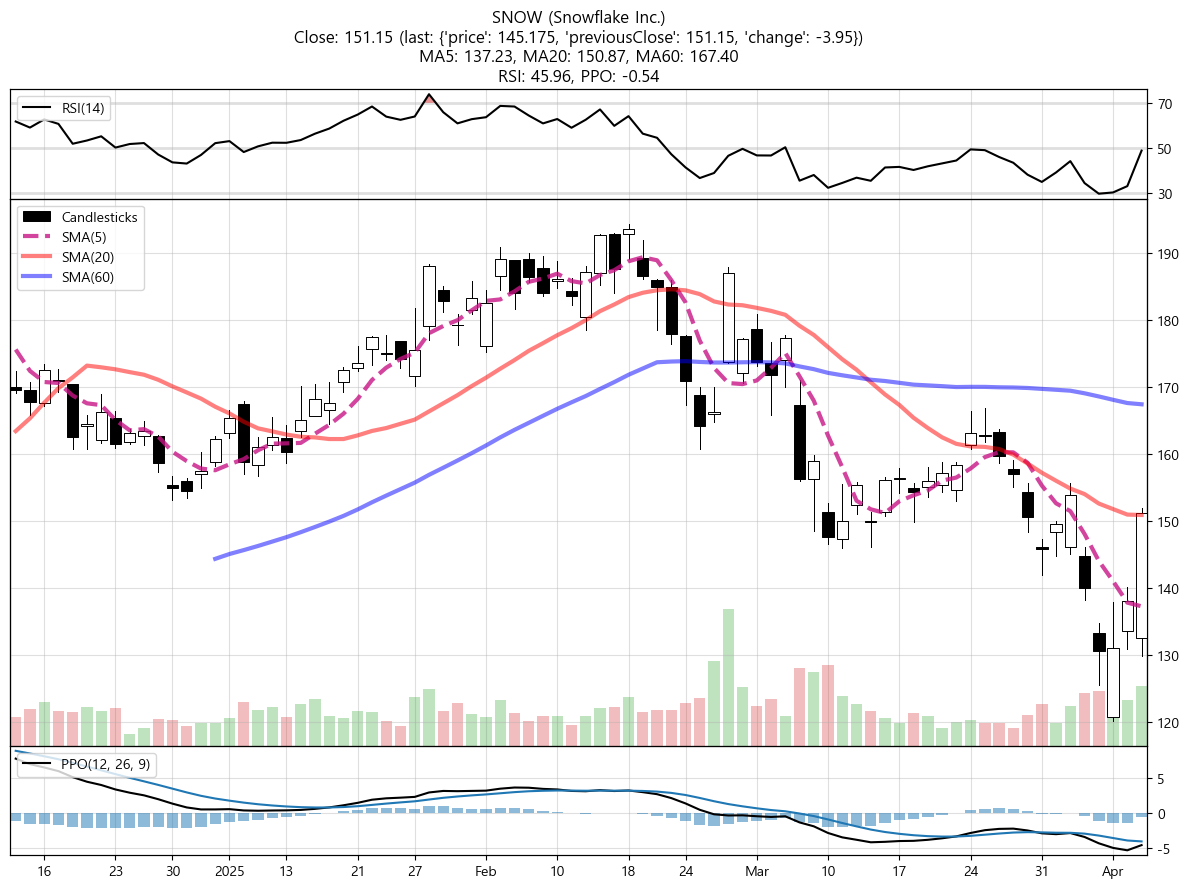 SNOW (Snowflake Inc.)
Close: 151.15 (last: {'price': 145.175, 'previousClose': 151.15, 'change': -3.95})
MA5: 137.23, MA20: 150.87, MA60: 167.40
RSI: 45.96, PPO: -0.54
RSI(14)
70
50
30
Candlesticks
SMA(5)
SMA(20)
SMA(60)
190
180
170
160
150
140
130
120
PPO(12, 26, 9)
5
0
-5
16 23 30 2025 13 21 27 Feb 10 18 24 Mar 10 17 24 31 Apr